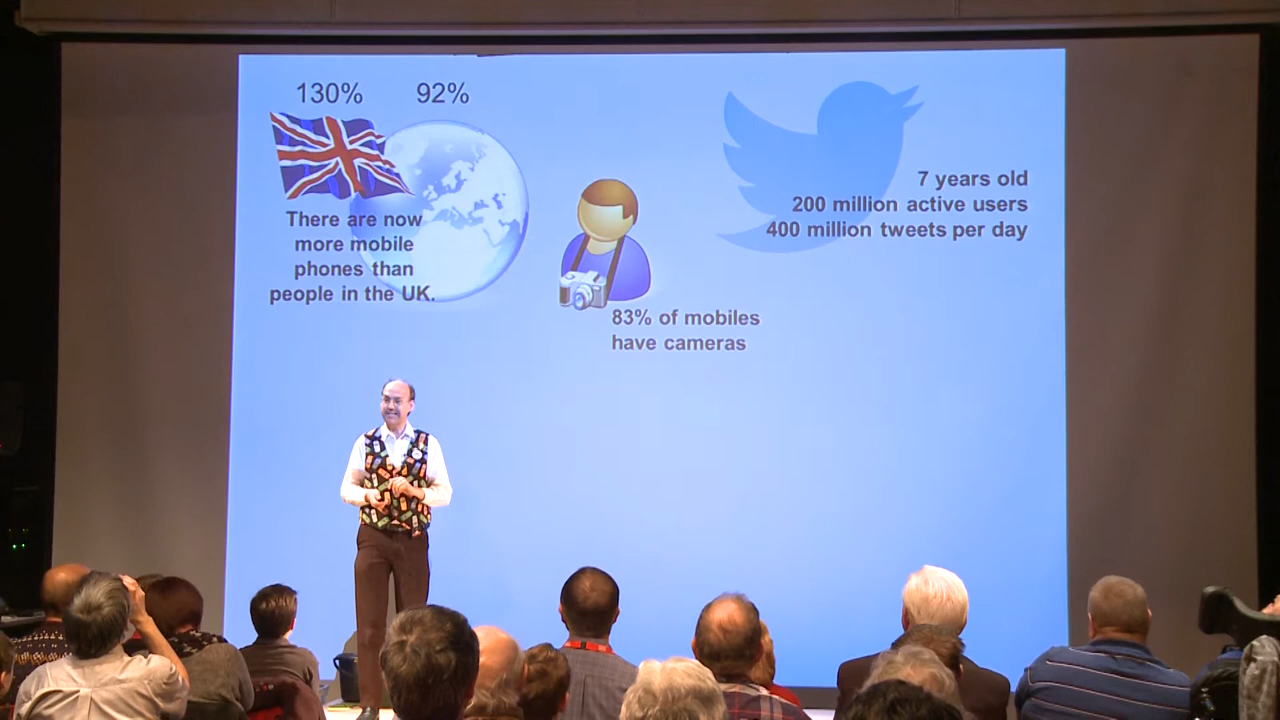 130% 92%
There are now
more mobile
phones than
people in the UK.
83% of mobiles
have cameras
7 years old
200 million active users
400 million tweets per day